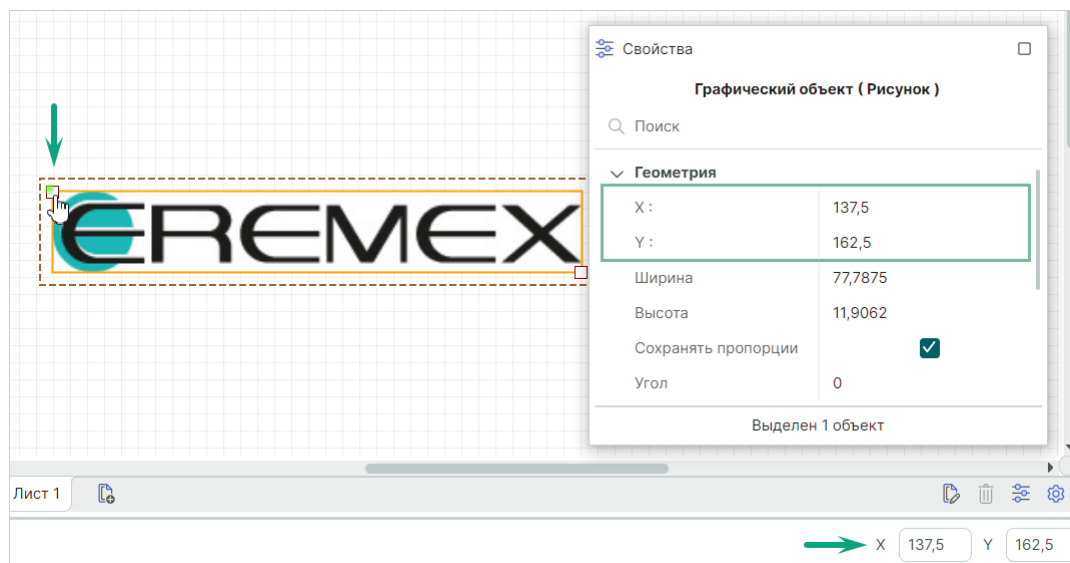 Свойства
Графический объект ( Рисунок )
Поиск
Геометрия
X : 137,5
Y : 162,5
Ширина 77,7875
Высота 11,9062
Сохранять пропорции
Угол 0
Выделен 1 объект
EREMEX
Лист 1
X 137,5 Y 162,5